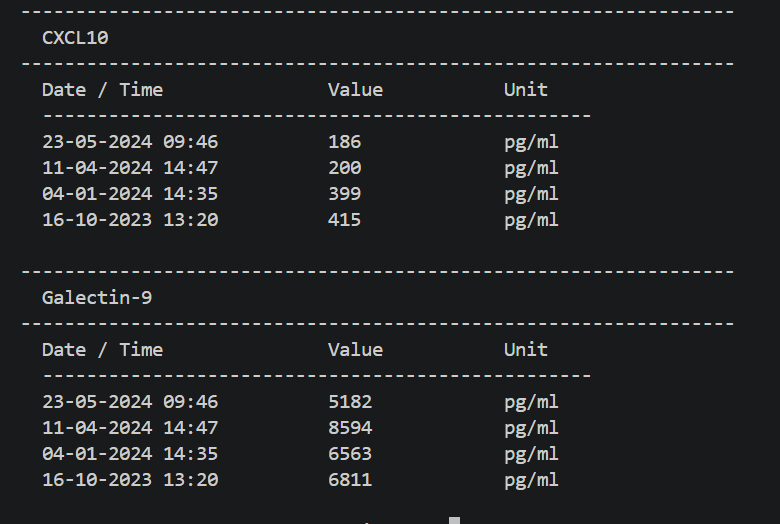 -----------------------------------------------------------------
CXCL10
-----------------------------------------------------------------
Date / Time               Value           Unit
--------------------------------------------------
23-05-2024 09:46          186             pg/ml
11-04-2024 14:47          200             pg/ml
04-01-2024 14:35          399             pg/ml
16-10-2023 13:20          415             pg/ml
-----------------------------------------------------------------
Galectin-9
-----------------------------------------------------------------
Date / Time               Value           Unit
--------------------------------------------------
23-05-2024 09:46          5182            pg/ml
11-04-2024 14:47          8594            pg/ml
04-01-2024 14:35          6563            pg/ml
16-10-2023 13:20          6811            pg/ml